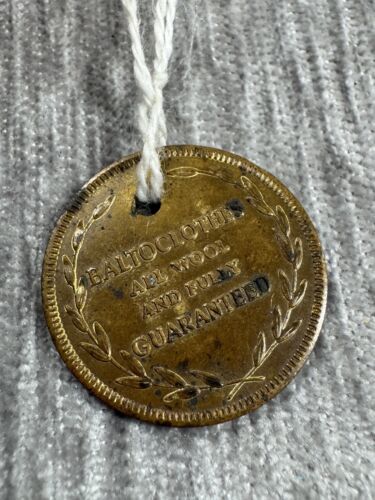 BALTOCLOTHES
ALL WOOL
AND FULLY
GUARANTEED